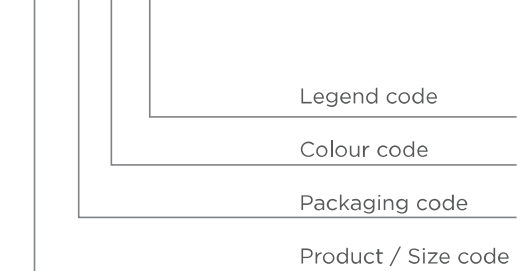 Legend code
Colour code
Packaging code
Product / Size code